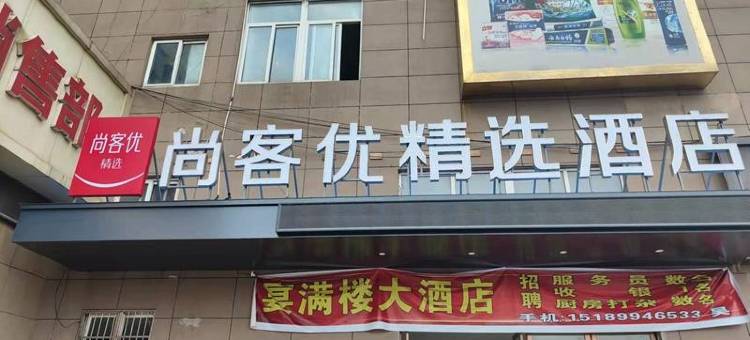 售部
尚客优
精选
尚客优精选酒店
宴满楼大酒店
招聘
服务员数名
收银1名
厨房打杂数名
手机:15189946533 吴